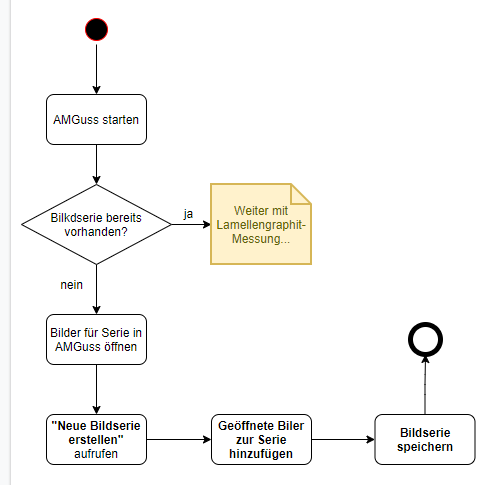 AMGuss starten
Bilkdserie bereits
vorhanden?
ja
Weiter mit
Lamellengraphit-
Messung...
nein
Bilder für Serie in
AMGuss öffnen
"Neue Bildserie
erstellen"
aufrufen
Geöffnete Biler
zur Serie
hinzufügen
Bildserie
speichern